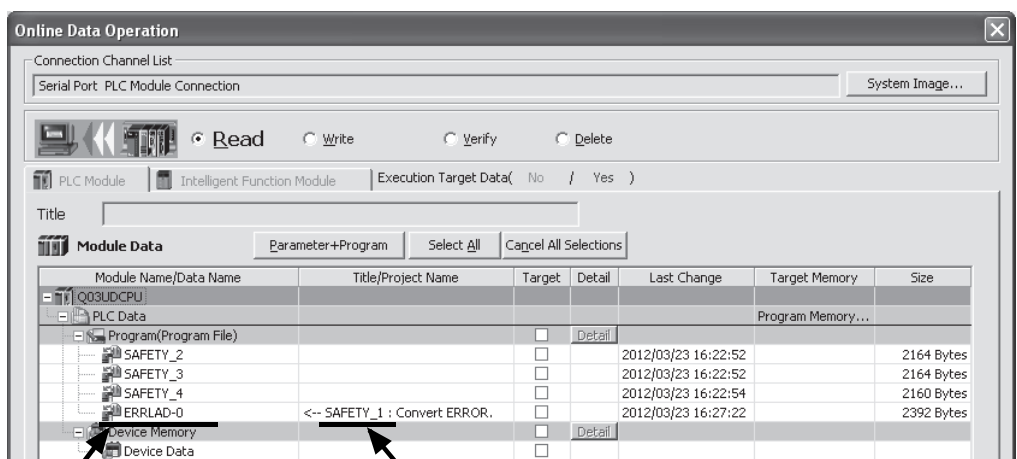 Online Data Operation
Connection Channel List
Serial Port PLC Module Connection
System Image...
Read Write Verify Delete
PLC Module Intelligent Function Module Execution Target Data( No / Yes )
Title
Module Data Parameter+Program Select All Cancel All Selections
Module Name/Data Name Title/Project Name Target Detail Last Change Target Memory Size
Q03UDCPU
PLC Data Program Memory...
Program(Program File) Detail
SAFETY_2 2012/03/23 16:22:52 2164 Bytes
SAFETY_3 2012/03/23 16:22:52 2164 Bytes
SAFETY_4 2012/03/23 16:22:54 2160 Bytes
ERRLAD-0 <-- SAFETY_1 : Convert ERROR. 2012/03/23 16:27:22 2392 Bytes
Device Memory Detail
Device Data